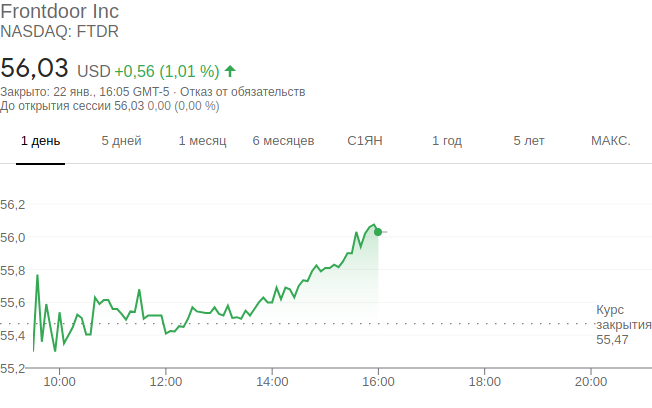 Frontdoor Inc
NASDAQ: FTDR
56,03 USD +0,56 (1,01 %)
Закрыто: 22 янв., 16:05 GMT-5 · Отказ от обязательств
До открытия сессии 56,03 0,00 (0,00 %)
1 день 5 дней 1 месяц 6 месяцев С1ЯН 1 год 5 лет МАКС.
56,2
56,0
55,8
55,6
55,4
55,2
Курс
закрытия
55,47
10:00 12:00 14:00 16:00 18:00 20:00